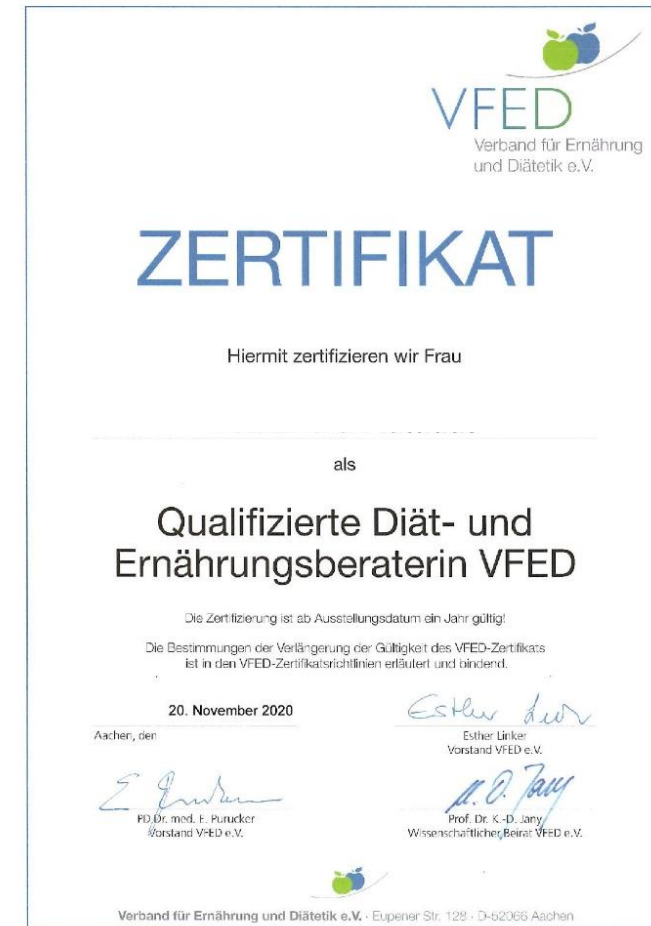 VFED
Verband für Ernährung
und Diätetik e.V.
ZERTIFIKAT
Hiermit zertifizieren wir Frau
als
Qualifizierte Diät- und
Ernährungsberaterin VFED
Die Zertifizierung ist ab Ausstellungsdatum ein Jahr gültig!
Die Bestimmungen der Verlängerung der Gültigkeit des VFED-Zertifikats
ist in den VFED-Zertifikatsrichtlinien erläutert und bindend.
20. November 2020
Aachen, den
Esther Linker
Vorstand VFED e.V.
PD Dr. med. E. Purucker
Vorstand VFED e.V.
Prof. Dr. K.-D. Jany
Wissenschaftlicher Beirat VFED e.V.
Verband für Ernährung und Diätetik e.V. · Eupener Str. 128 · D-52066 Aachen